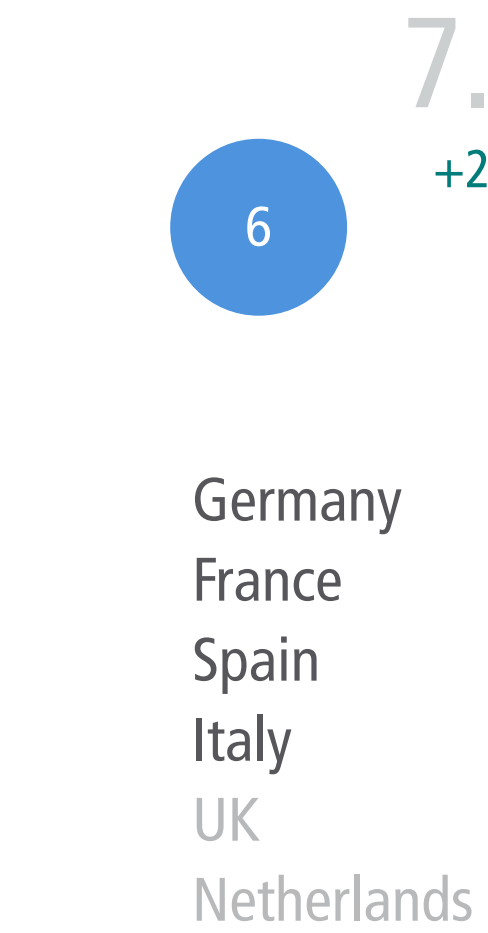 7.
+2
6
Germany
France
Spain
Italy
UK
Netherlands